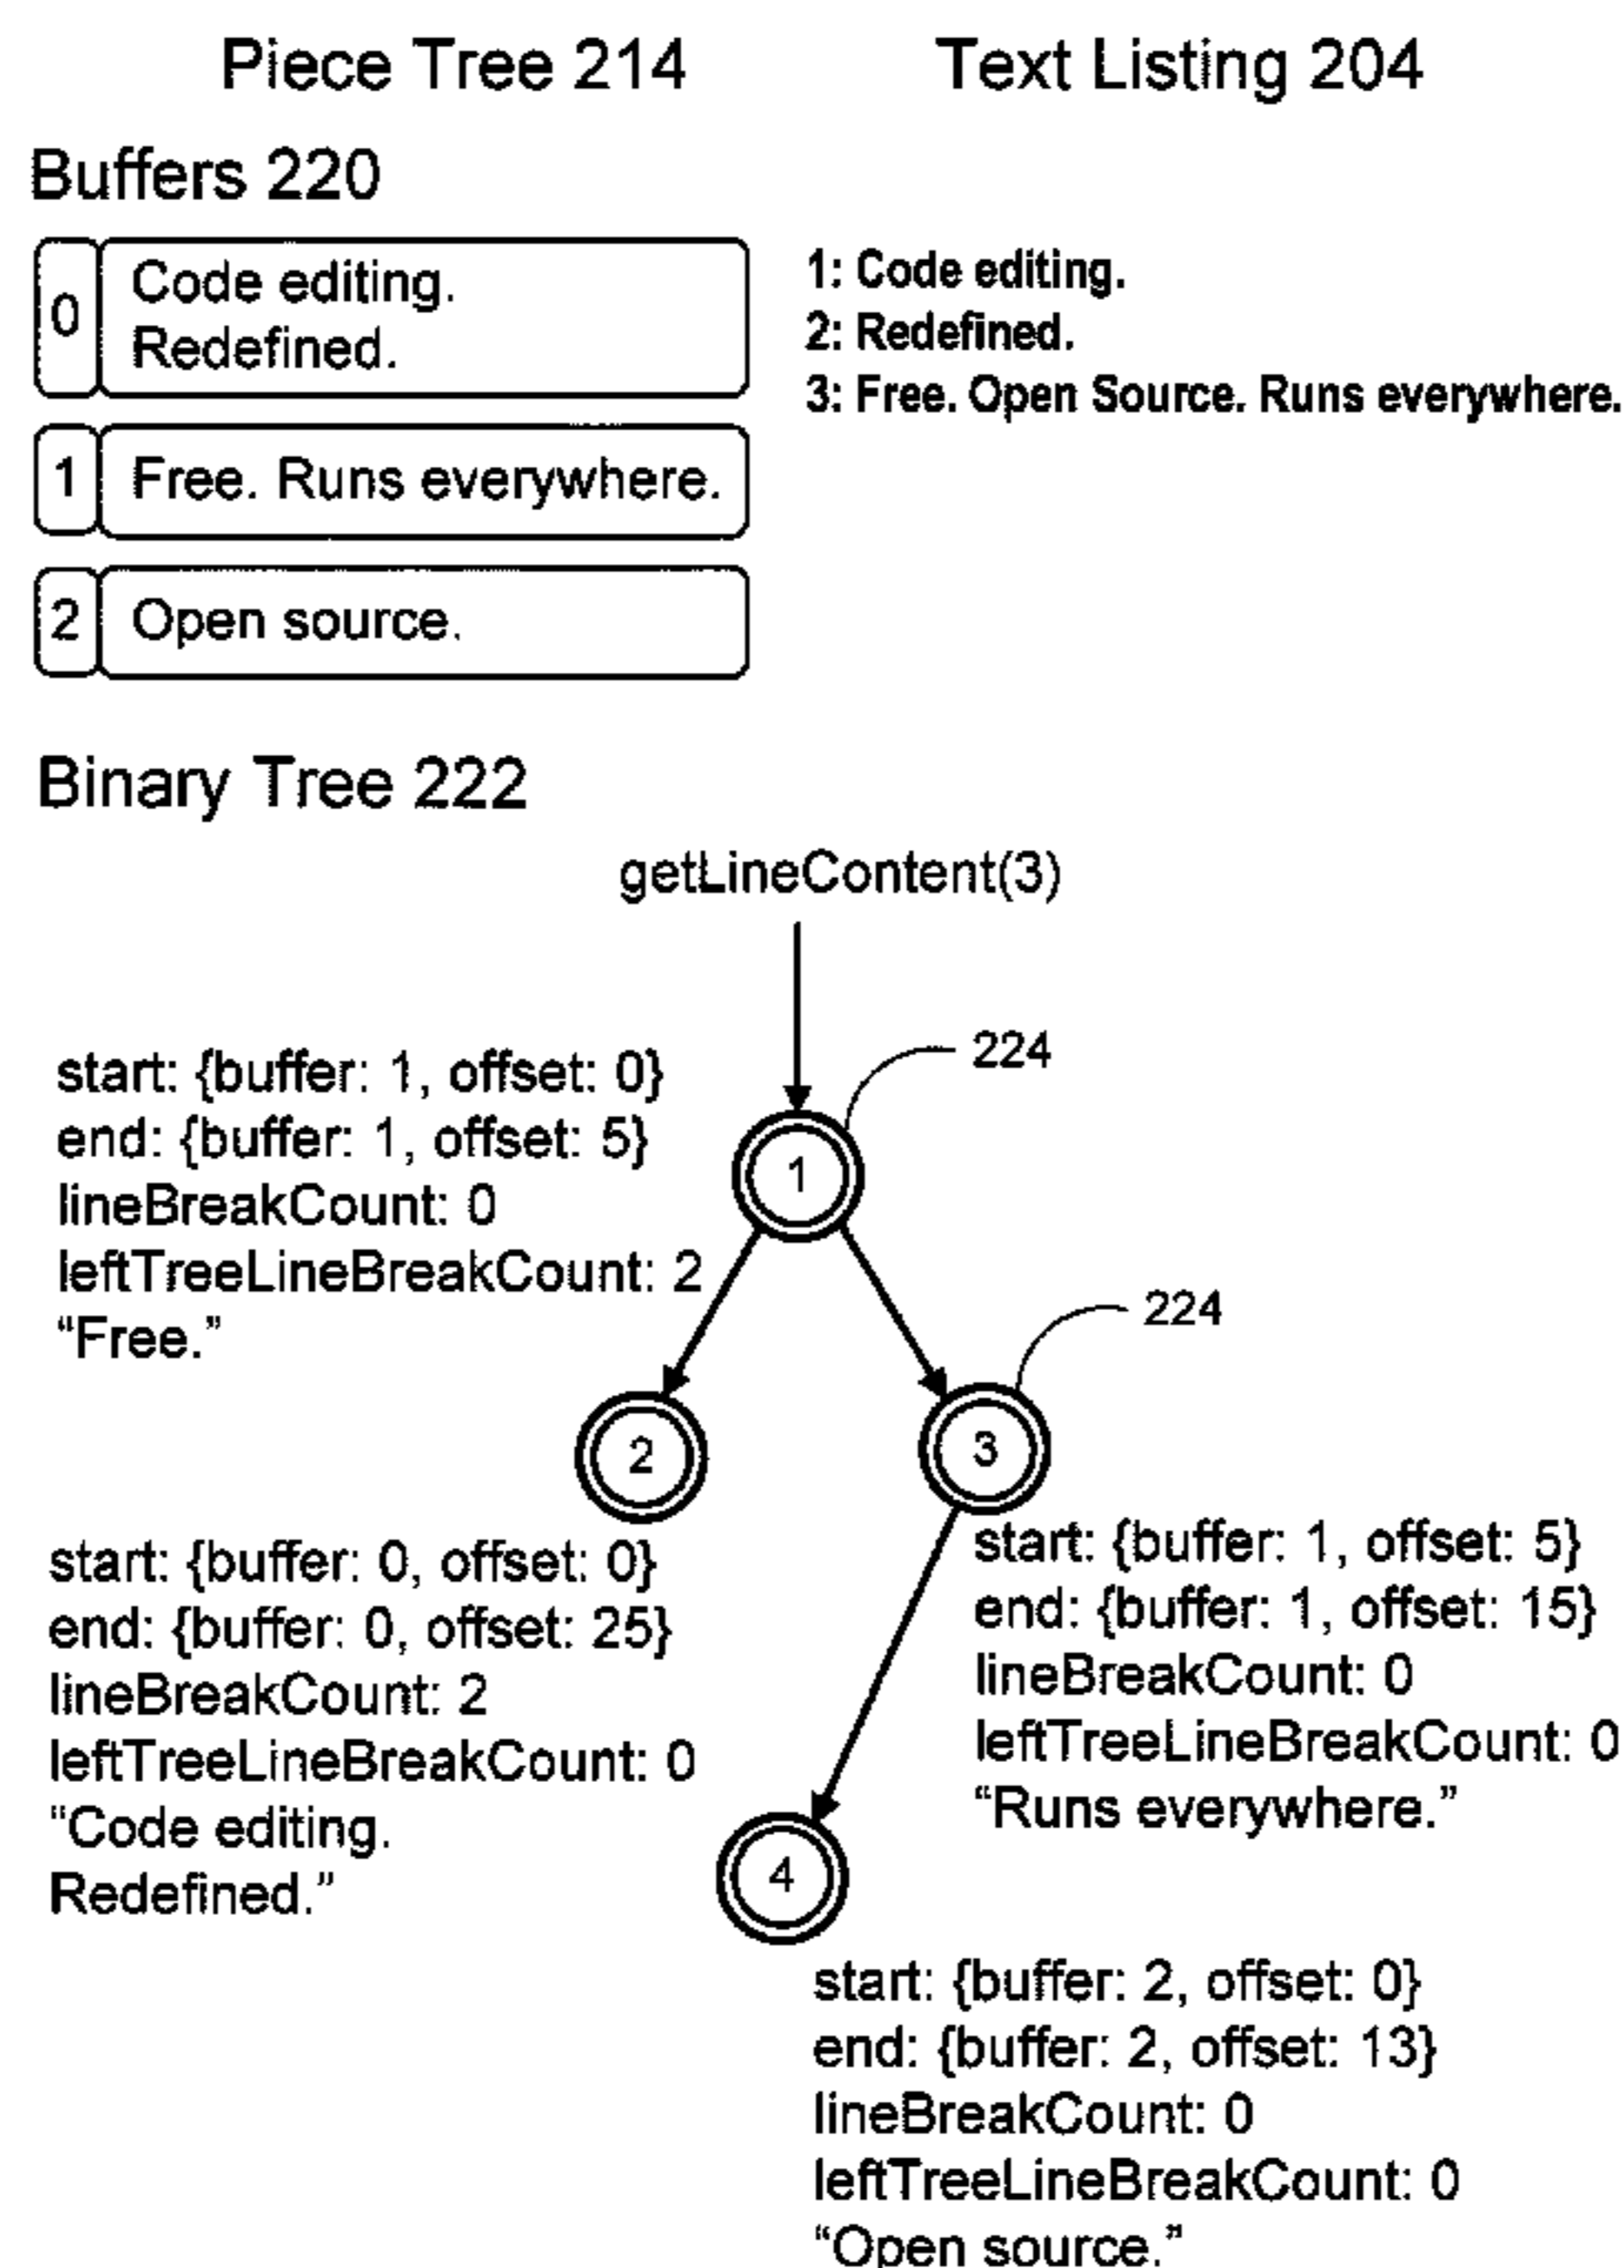 Piece Tree 214
Text Listing 204
Buffers 220
0
Code editing.
Redefined.
1
Free. Runs everywhere.
2
Open source.
1: Code editing.
2: Redefined.
3: Free. Open Source. Runs everywhere.
Binary Tree 222
getLineContent(3)
224
start: {buffer: 1, offset: 0}
end: {buffer: 1, offset: 5}
lineBreakCount: 0
leftTreeLineBreakCount: 2
“Free.”
1
224
2
3
start: {buffer: 0, offset: 0}
end: {buffer: 0, offset: 25}
lineBreakCount: 2
leftTreeLineBreakCount: 0
“Code editing.
Redefined.”
start: {buffer: 1, offset: 5}
end: {buffer: 1, offset: 15}
lineBreakCount: 0
leftTreeLineBreakCount: 0
“Runs everywhere.”
4
start: {buffer: 2, offset: 0}
end: {buffer: 2, offset: 13}
lineBreakCount: 0
leftTreeLineBreakCount: 0
“Open source.”